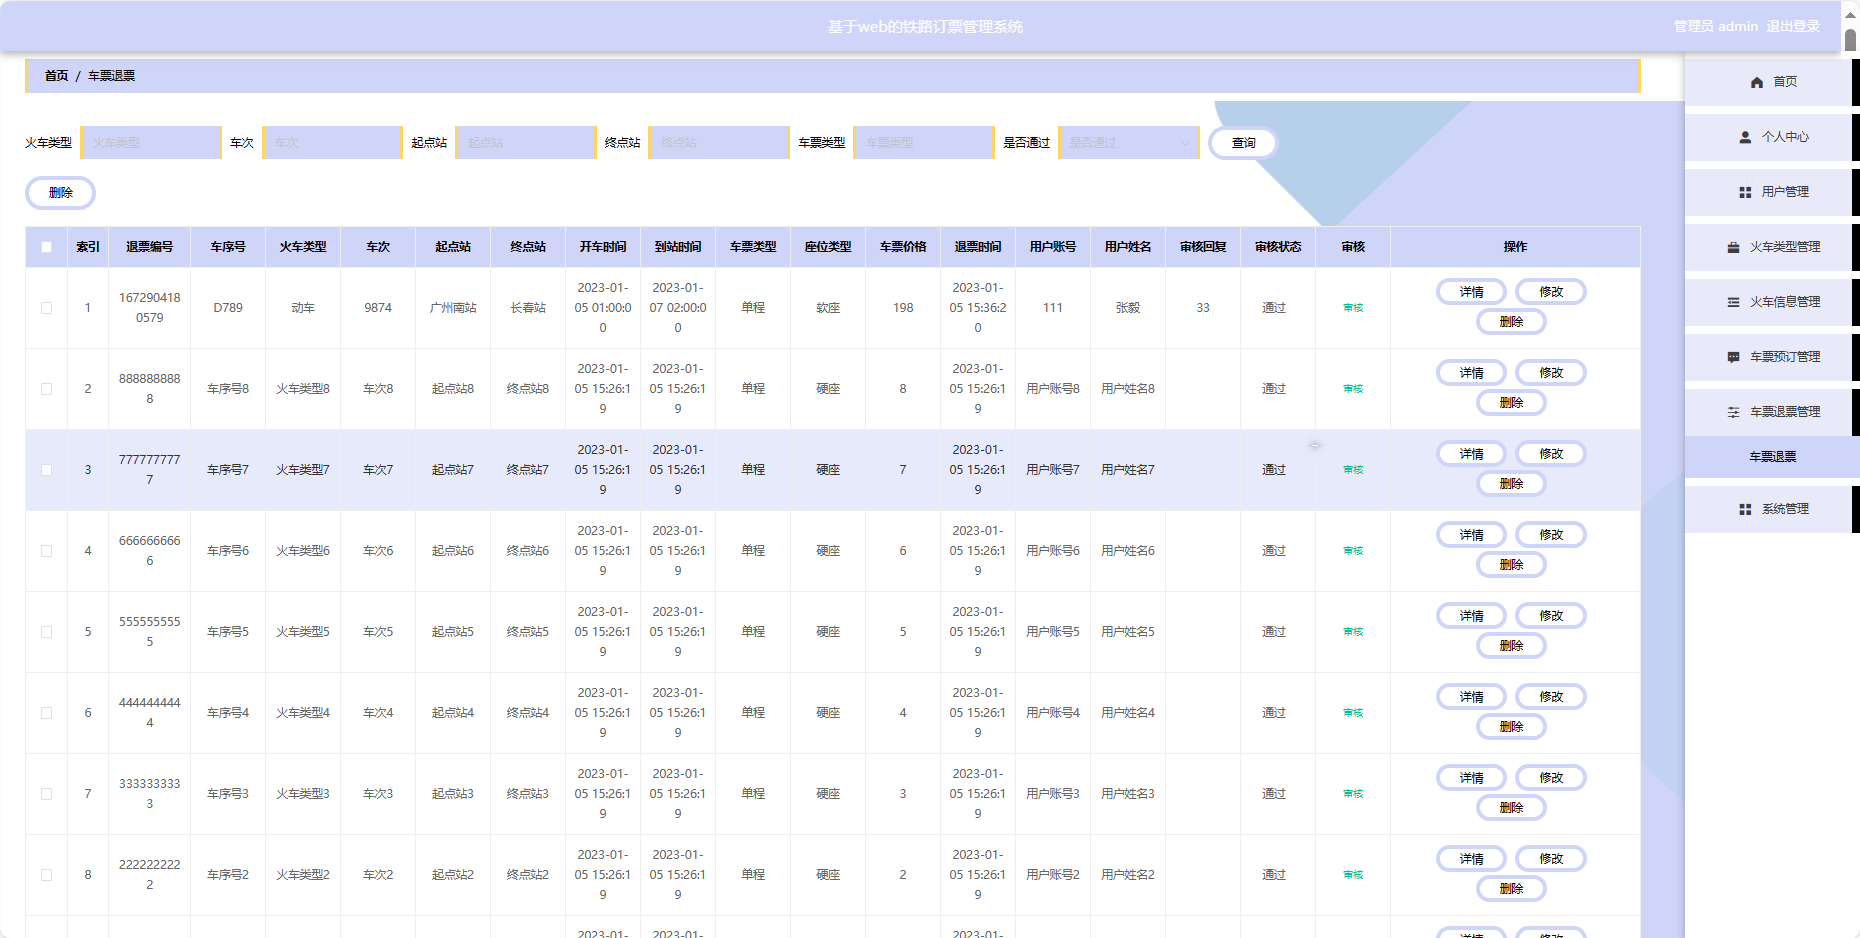 基于web的铁路订票管理系统
管理员 admin 退出登录
首页 / 车票退票
火车类型 火车类型 车次 车次 起点站 起点站 终点站 终点站 车票类型 车票类型 是否通过 是否通过 查询
删除
索引 退票编号 车序号 火车类型 车次 起点站 终点站 开车时间 到站时间 车票类型 座位类型 车票价格 退票时间 用户账号 用户姓名 审核回复 审核状态 审核 操作
1 1672904180579 D789 动车 9874 广州南站 长春站 2023-01-05 01:00:00 2023-01-07 02:00:00 单程 软座 198 2023-01-05 15:36:20 111 张毅 33 通过 审核 详情 修改 删除
2 8888888888 车序号8 火车类型8 车次8 起点站8 终点站8 2023-01-05 15:26:19 2023-01-05 15:26:19 单程 硬座 8 2023-01-05 15:26:19 用户账号8 用户姓名8 通过 审核 详情 修改 删除
3 7777777777 车序号7 火车类型7 车次7 起点站7 终点站7 2023-01-05 15:26:19 2023-01-05 15:26:19 单程 硬座 7 2023-01-05 15:26:19 用户账号7 用户姓名7 通过 审核 详情 修改 删除
4 6666666666 车序号6 火车类型6 车次6 起点站6 终点站6 2023-01-05 15:26:19 2023-01-05 15:26:19 单程 硬座 6 2023-01-05 15:26:19 用户账号6 用户姓名6 通过 审核 详情 修改 删除
5 5555555555 车序号5 火车类型5 车次5 起点站5 终点站5 2023-01-05 15:26:19 2023-01-05 15:26:19 单程 硬座 5 2023-01-05 15:26:19 用户账号5 用户姓名5 通过 审核 详情 修改 删除
6 4444444444 车序号4 火车类型4 车次4 起点站4 终点站4 2023-01-05 15:26:19 2023-01-05 15:26:19 单程 硬座 4 2023-01-05 15:26:19 用户账号4 用户姓名4 通过 审核 详情 修改 删除
7 3333333333 车序号3 火车类型3 车次3 起点站3 终点站3 2023-01-05 15:26:19 2023-01-05 15:26:19 单程 硬座 3 2023-01-05 15:26:19 用户账号3 用户姓名3 通过 审核 详情 修改 删除
8 2222222222 车序号2 火车类型2 车次2 起点站2 终点站2 2023-01-05 15:26:19 2023-01-05 15:26:19 单程 硬座 2 2023-01-05 15:26:19 用户账号2 用户姓名2 通过 审核 详情 修改 删除
2023-01- 2023-01- 2023-01- 详情 修改
首页
个人中心
用户管理
火车类型管理
火车信息管理
车票预订管理
车票退票管理
车票退票
系统管理